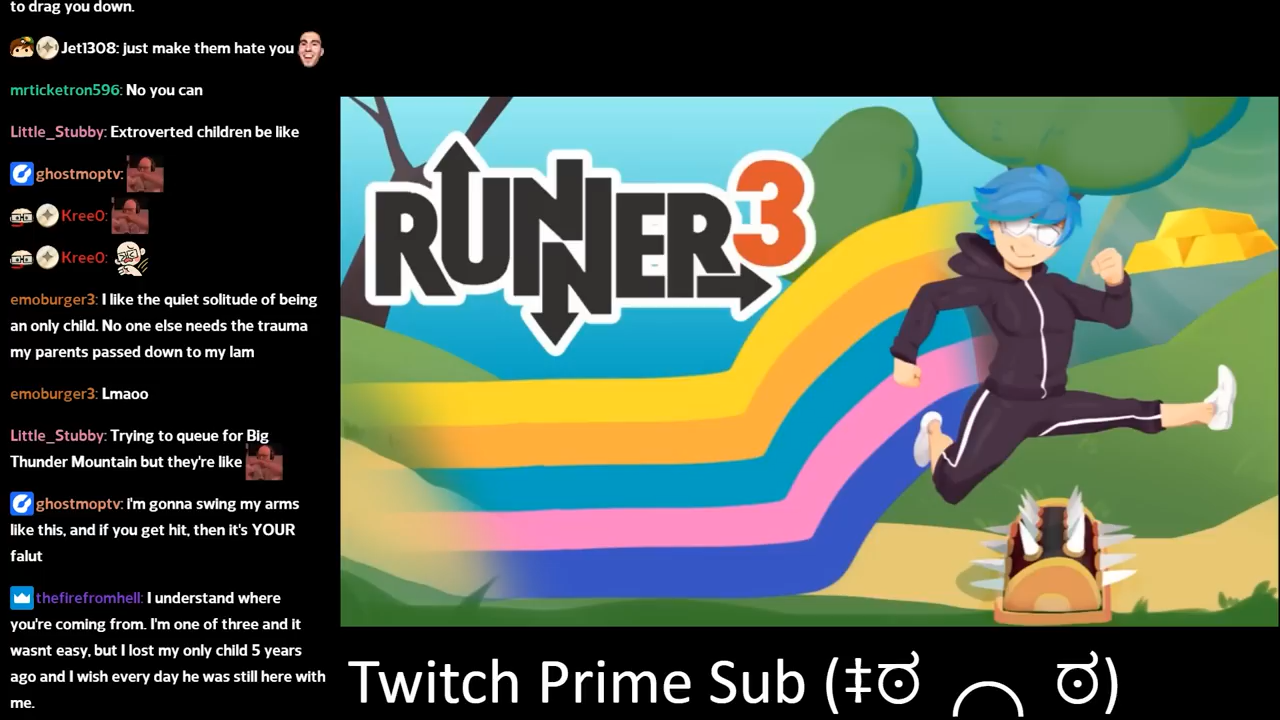 to drag you down.
Jet1308: just make them hate you
mrticketron596: No you can
Little_Stubby: Extroverted children be like
ghostmoptv:
Kree0:
Kree0:
emoburger3: I like the quiet solitude of being
an only child. No one else needs the trauma
my parents passed down to my lam
emoburger3: Lmaoo
Little_Stubby: Trying to queue for Big
Thunder Mountain but they're like
ghostmoptv: i'm gonna swing my arms
like this, and if you get hit, then it's YOUR
falut
thefirefromhell: I understand where
you're coming from. I'm one of three and it
wasnt easy, but I lost my only child 5 years
ago and I wish every day he was still here with
me.
RUNNER3
Twitch Prime Sub (‡ಠ ╭╮ ಠ)